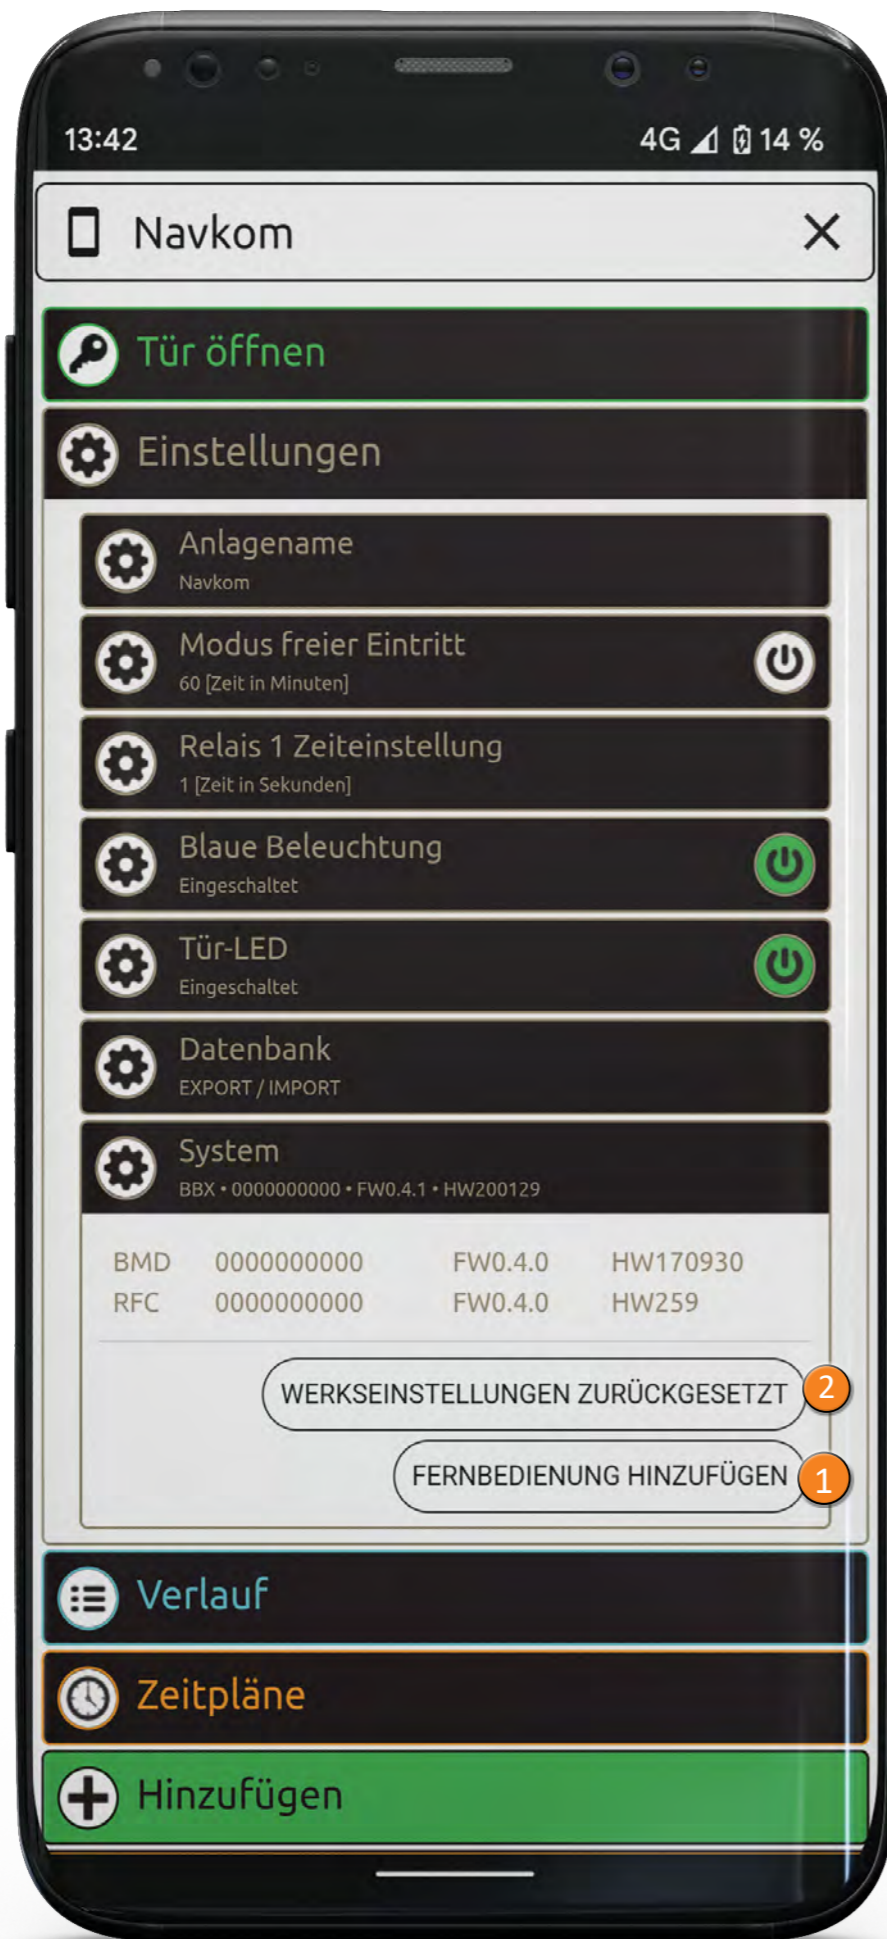 13:42 4G 14 %
Navkom
Tür öffnen
Einstellungen
Anlagename
Navkom
Modus freier Eintritt
60 [Zeit in Minuten]
Relais 1 Zeiteinstellung
1 [Zeit in Sekunden]
Blaue Beleuchtung
Eingeschaltet
Tür-LED
Eingeschaltet
Datenbank
EXPORT / IMPORT
System
BBX • 0000000000 • FW0.4.1 • HW200129
BMD 0000000000 FW0.4.0 HW170930
RFC 0000000000 FW0.4.0 HW259
WERKSEINSTELLUNGEN ZURÜCKGESETZT 2
FERNBEDIENUNG HINZUFÜGEN 1
Verlauf
Zeitpläne
Hinzufügen